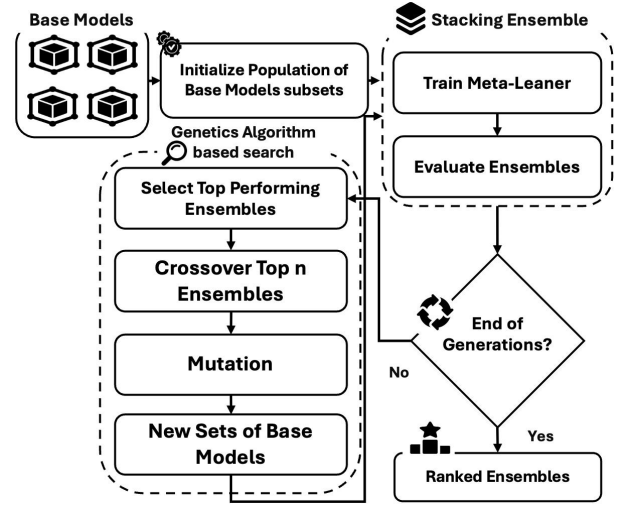 Base Models
Initialize Population of
Base Models subsets
Stacking Ensemble
Train Meta-Leaner
Evaluate Ensembles
Genetics Algorithm
based search
Select Top Performing
Ensembles
Crossover Top n
Ensembles
Mutation
New Sets of Base
Models
End of
Generations?
No
Yes
Ranked Ensembles